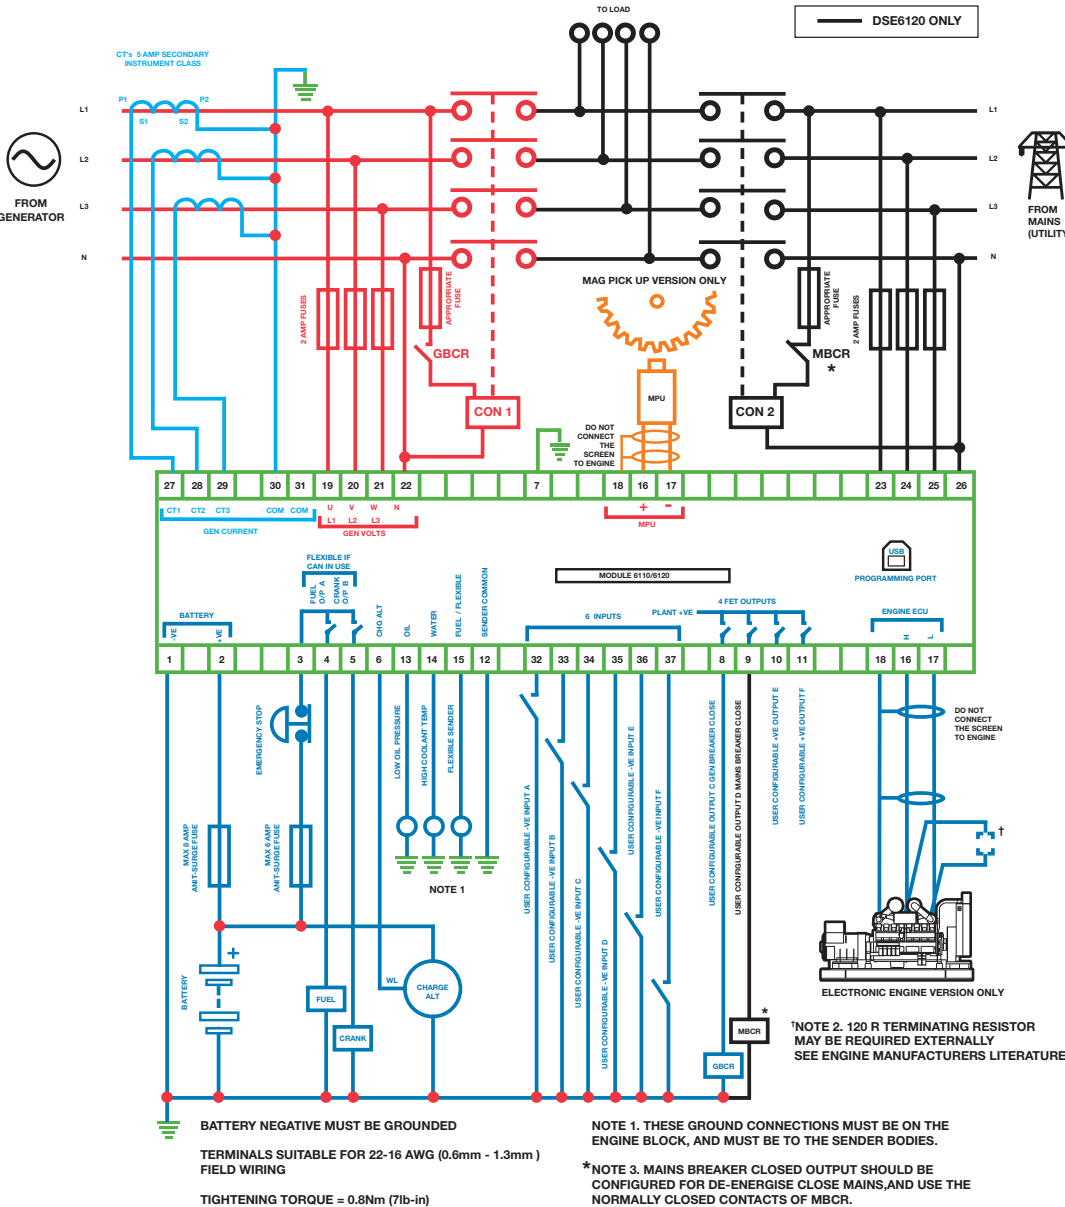 TO LOAD
DSE6120 ONLY
CT's 5 AMP SECONDARY
INSTRUMENT CLASS
P1
P2
S1
S2
L1
L2
L3
N
L1
L2
L3
N
FROM
GENERATOR
FROM
MAINS
(UTILITY
MAG PICK UP VERSION ONLY
2 AMP FUSES
APPROPRIATE
FUSE
APPROPRIATE
FUSE
2 AMP FUSES
GBCR
MBCR
*
CON 1
MPU
CON 2
DO NOT
CONNECT
THE
SCREEN
TO ENGINE
27 28 29 30 31 19 20 21 22 7 18 16 17 23 24 25 26
CT1 CT2 CT3 COM COM
GEN CURRENT
U V W N
L1 L2 L3
GEN VOLTS
+ -
MPU
USB
PROGRAMMING PORT
MODULE 6110/6120
FLEXIBLE IF
CAN IN USE
FUEL
O/P A
CRANK
O/P B
BATTERY
-VE
+VE
CHG ALT
OIL
WATER
FUEL / FLEXIBLE
SENDER COMMON
6 INPUTS
PLANT +VE
4 FET OUTPUTS
ENGINE ECU
H
L
1 2 3 4 5 6 13 14 15 12 32 33 34 35 36 37 8 9 10 11 18 16 17
EMERGENCY STOP
LOW OIL PRESSURE
HIGH COOLANT TEMP
FLEXIBLE SENDER
USER CONFIGURABLE -VE INPUT A
USER CONFIGURABLE -VE INPUT B
USER CONFIGURABLE -VE INPUT C
USER CONFIGURABLE -VE INPUT D
USER CONFIGURABLE -VE INPUT E
USER CONFIGURABLE -VE INPUT F
USER CONFIGURABLE OUTPUT C GEN BREAKER CLOSE
USER CONFIGURABLE OUTPUT D MAINS BREAKER CLOSE
USER CONFIGURABLE +VE OUTPUT E
USER CONFIGURABLE +VE OUTPUT F
DO NOT
CONNECT
THE SCREEN
TO ENGINE
MAX 8 AMP
ANIT-SURGE FUSE
MAX 6 AMP
ANIT-SURGE FUSE
NOTE 1
†
BATTERY
+
WL
CHARGE
ALT
FUEL
CRANK
MBCR
*
GBCR
ELECTRONIC ENGINE VERSION ONLY
†NOTE 2. 120 R TERMINATING RESISTOR
MAY BE REQUIRED EXTERNALLY
SEE ENGINE MANUFACTURERS LITERATURE
BATTERY NEGATIVE MUST BE GROUNDED
TERMINALS SUITABLE FOR 22-16 AWG (0.6mm - 1.3mm )
FIELD WIRING
TIGHTENING TORQUE = 0.8Nm (7lb-in)
NOTE 1. THESE GROUND CONNECTIONS MUST BE ON THE
ENGINE BLOCK, AND MUST BE TO THE SENDER BODIES.
*NOTE 3. MAINS BREAKER CLOSED OUTPUT SHOULD BE
CONFIGURED FOR DE-ENERGISE CLOSE MAINS,AND USE THE
NORMALLY CLOSED CONTACTS OF MBCR.